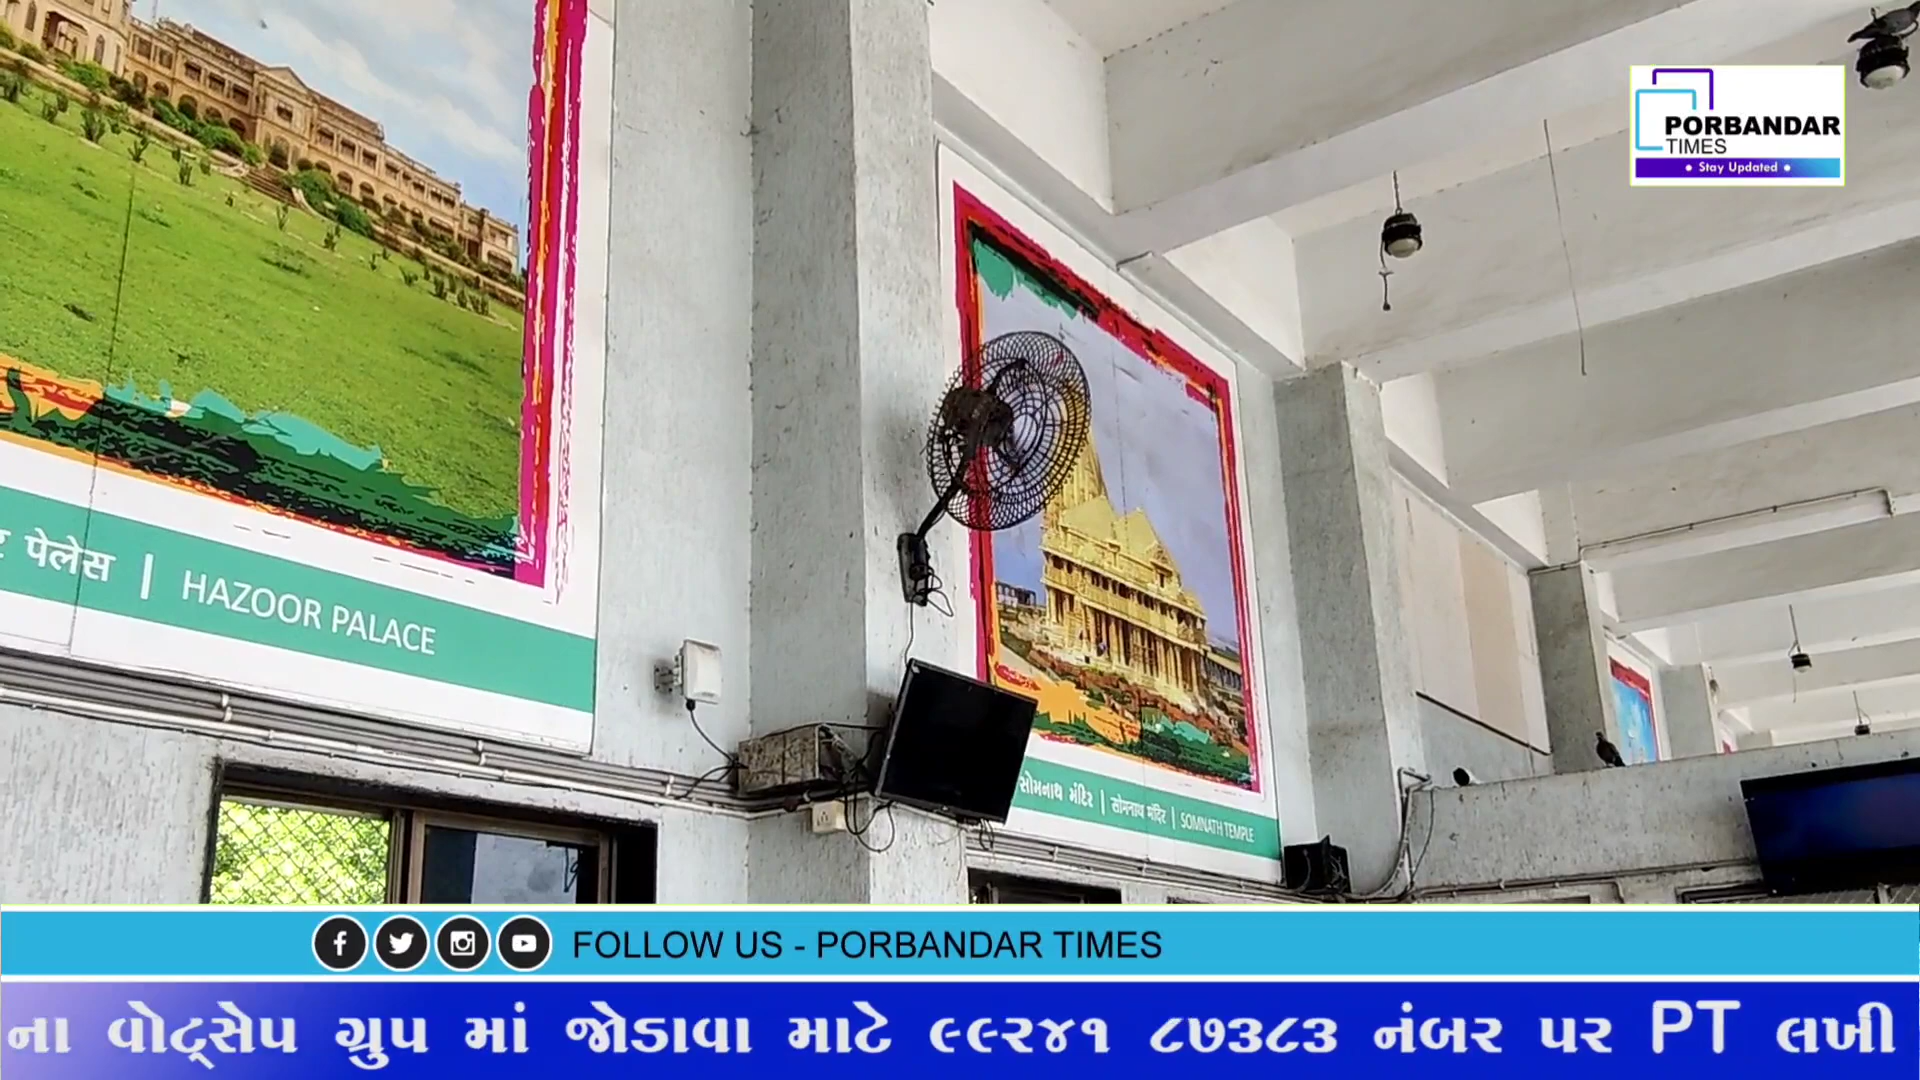 PORBANDAR
TIMES
• Stay Updated •
પેલેસ | HAZOOR PALACE
સોમનાથ મંદિર | सोमनाथ मंदिर | SOMNATH TEMPLE
FOLLOW US - PORBANDAR TIMES
ના વોટ્સેપ ગ્રુપ માં જોડાવા માટે ૯૯૨૪૧ ૮૭૩૮૩ નંબર પર PT લખી